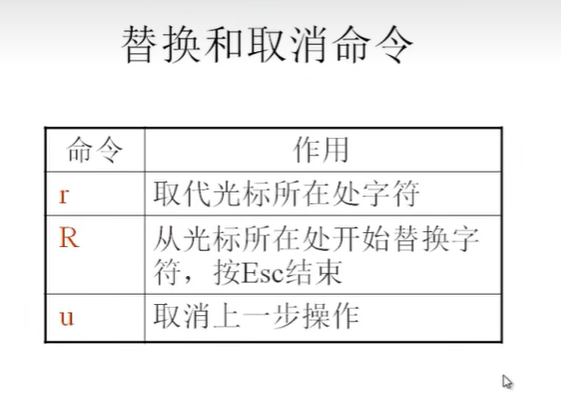 替换和取消命令
命令 作用
r 取代光标所在处字符
R 从光标所在处开始替换字
符，按Esc结束
u 取消上一步操作